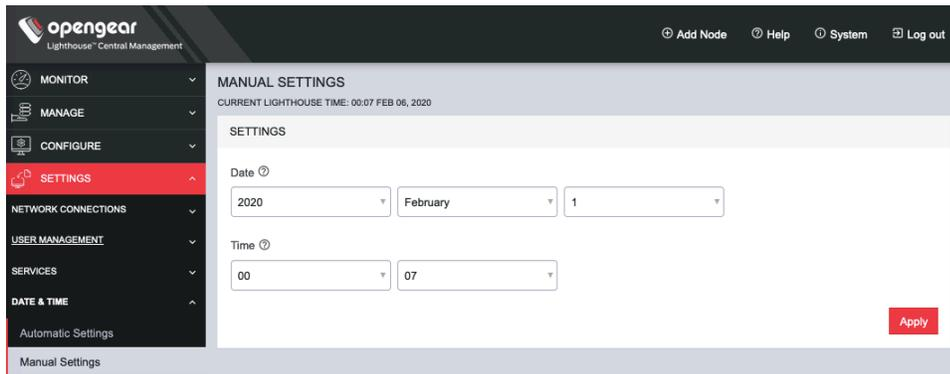 opengear
Lighthouse™ Central Management
Add Node
Help
System
Log out
MONITOR
MANAGE
CONFIGURE
SETTINGS
NETWORK CONNECTIONS
USER MANAGEMENT
SERVICES
DATE & TIME
Automatic Settings
Manual Settings
MANUAL SETTINGS
CURRENT LIGHTHOUSE TIME: 00:07 FEB 06, 2020
SETTINGS
Date
2020 February 1
Time
00 07
Apply